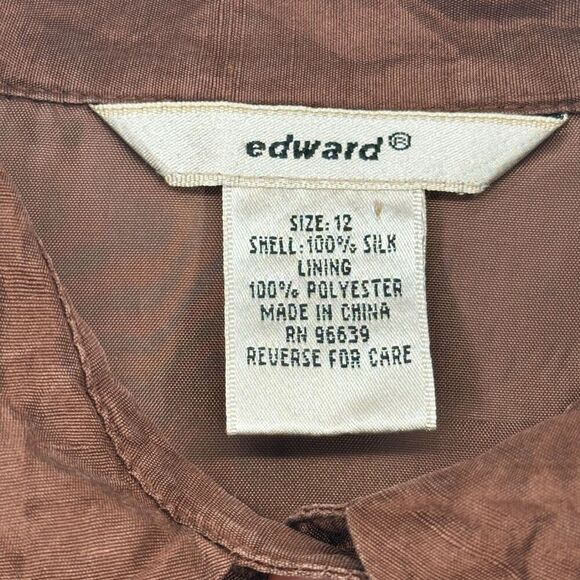 edward®
SIZE: 12
SHELL: 100% SILK
LINING
100% POLYESTER
MADE IN CHINA
RN 96639
REVERSE FOR CARE